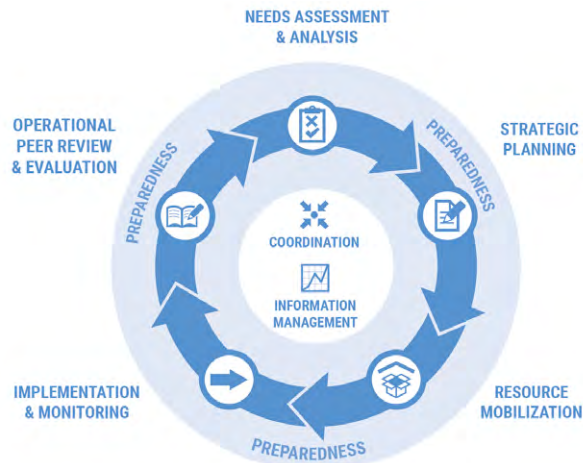 NEEDS ASSESSMENT
& ANALYSIS
OPERATIONAL
PEER REVIEW
& EVALUATION
PREPAREDNESS
PREPAREDNESS
STRATEGIC
PLANNING
COORDINATION
INFORMATION
MANAGEMENT
IMPLEMENTATION
& MONITORING
RESOURCE
MOBILIZATION
PREPAREDNESS